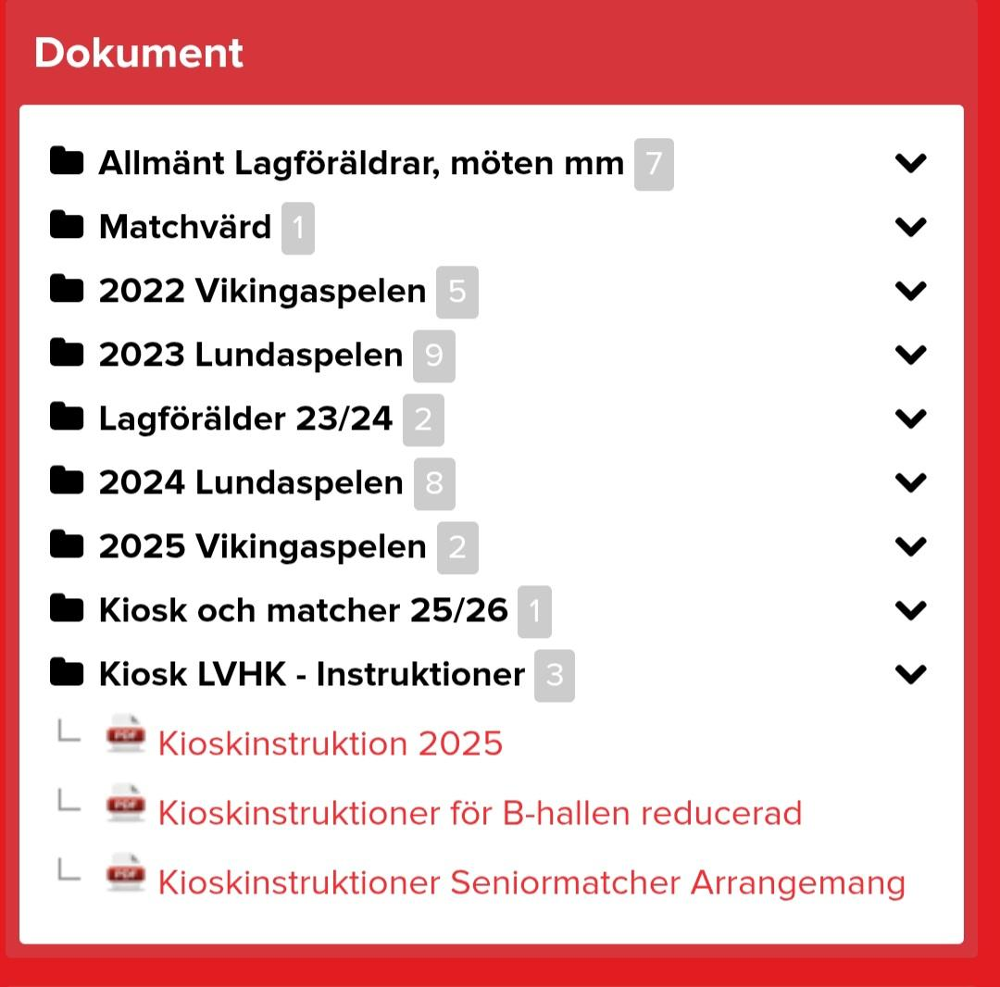 Dokument
Allmänt Lagföräldrar, möten mm 7
Matchvärd 1
2022 Vikingaspelen 5
2023 Lundaspelen 9
Lagförälder 23/24 2
2024 Lundaspelen 8
2025 Vikingaspelen 2
Kiosk och matcher 25/26 1
Kiosk LVHK - Instruktioner 3
PDF Kioskinstruktion 2025
PDF Kioskinstruktioner för B-hallen reducerad
PDF Kioskinstruktioner Seniormatcher Arrangemang